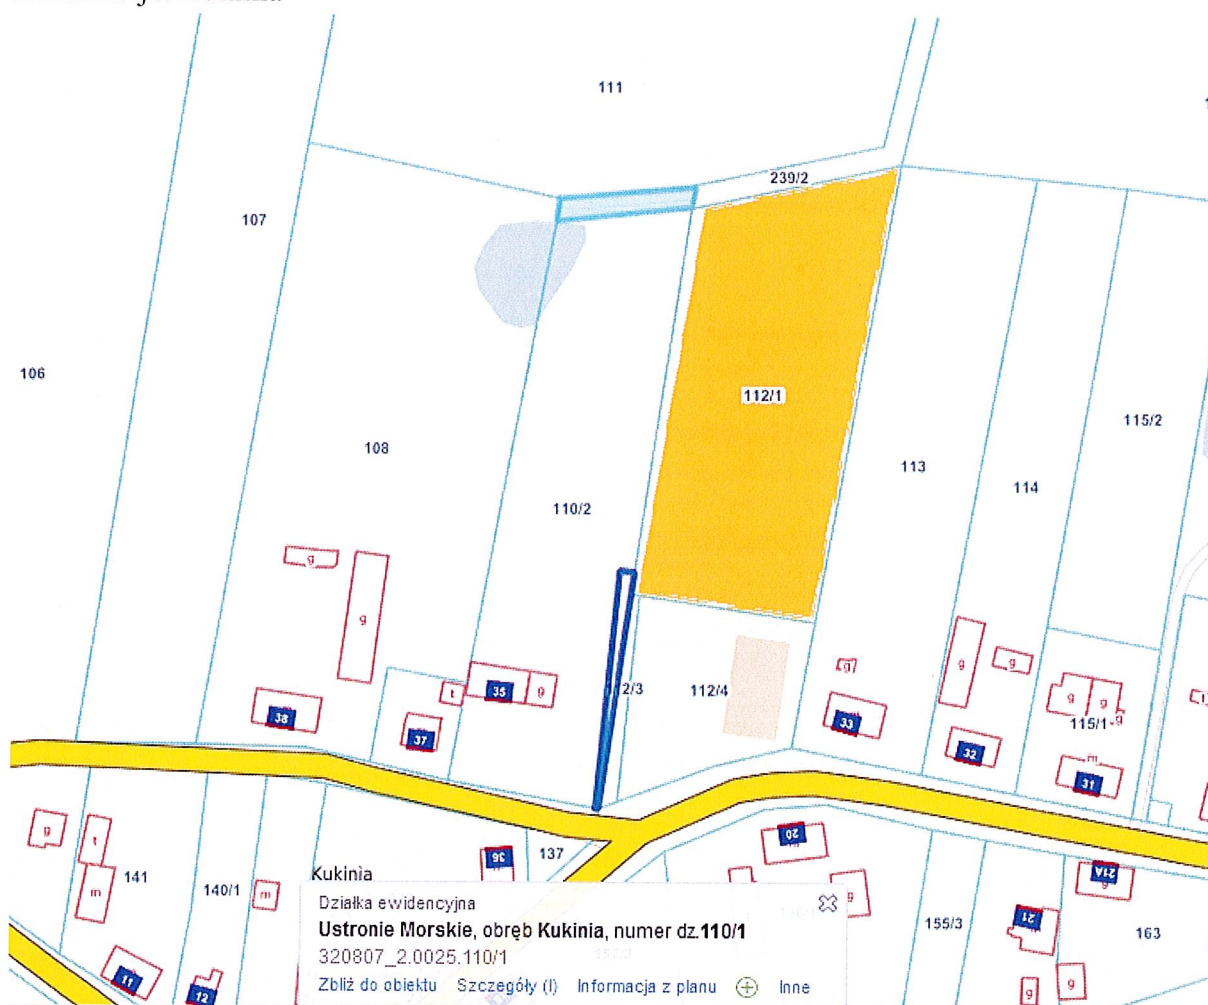 111
239/2
107
106
112/1
115/2
108
113
114
110/2
g
g
g
g
g
t
35
g
2/3
112/4
g
g
g
38
37
33
115/1
32
m
31
g
t
20
141
m
140/1
m
36
137
21A
g
Kukinia
Działka ewidencyjna
g
21
155/3
163
Ustronie Morskie, obręb Kukinia, numer dz.110/1
320807_2.0025.110/1
11
12
Zbliż do obiektu Szczegóły (I) Informacja z planu Inne
g
g